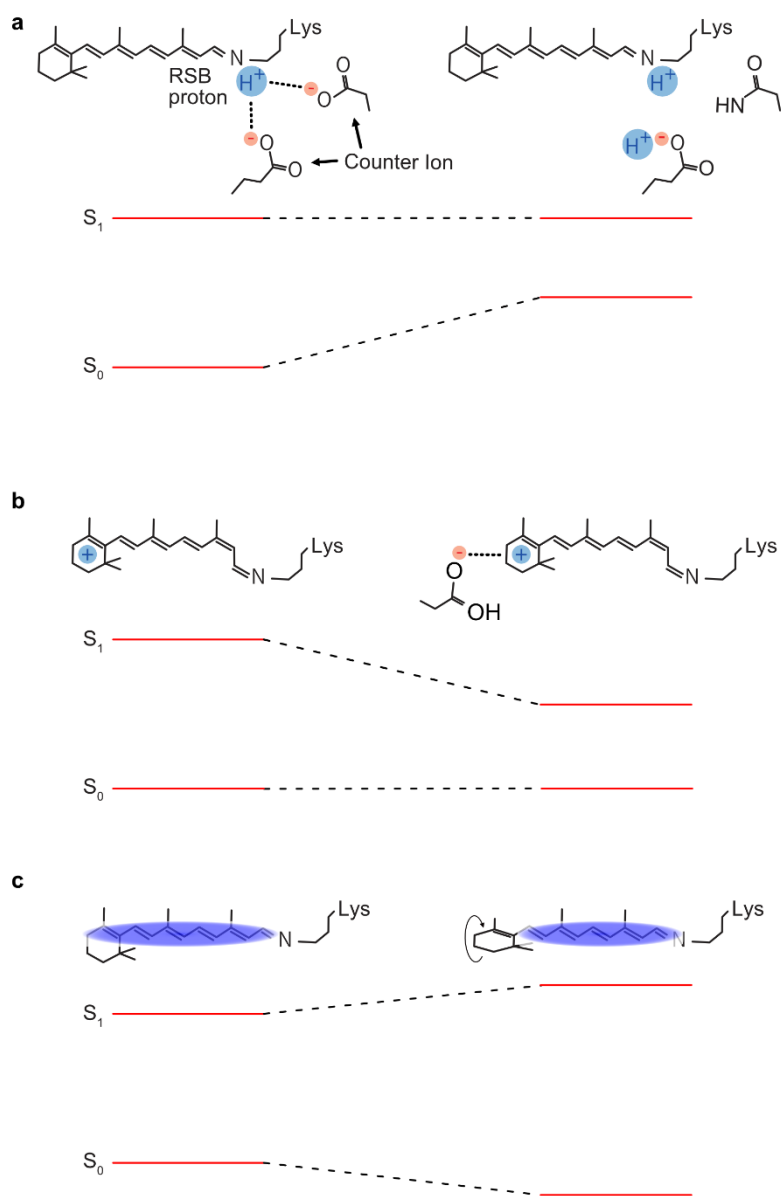 a
Lys
Lys
N
N
RSB
proton
H+
-
O
O
H+
O
HN
-
O
O
Counter Ion
H+
-
O
O
S1
S0
b
+
Lys
N
-
+
Lys
N
O
OH
S1
S0
c
Lys
Lys
N
N
S1
S0